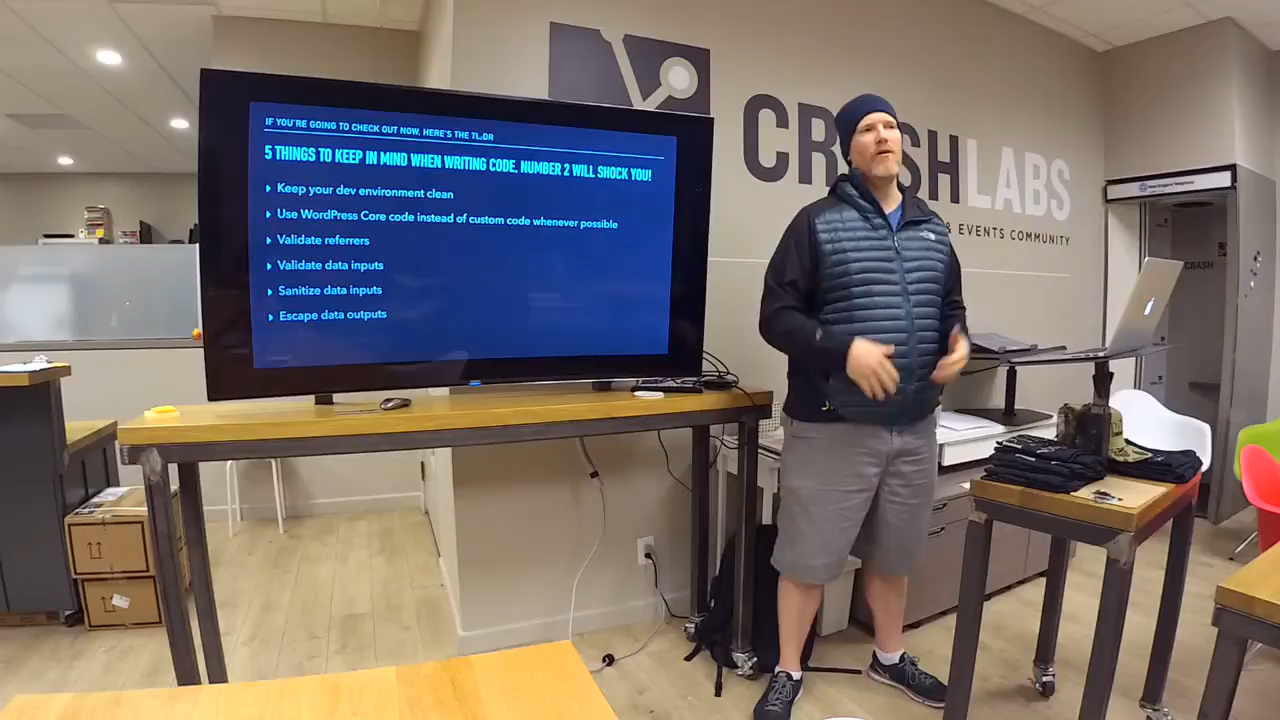 IF YOU'RE GOING TO CHECK OUT NOW, HERE'S THE TL,DR
5 THINGS TO KEEP IN MIND WHEN WRITING CODE, NUMBER 2 WILL SHOCK YOU!
Keep your dev environment clean
Use WordPress Core code instead of custom code whenever possible
Validate referrers
Validate data inputs
Sanitize data inputs
Escape data outputs
CRSHLABS
& EVENTS COMMUNITY
CRASH